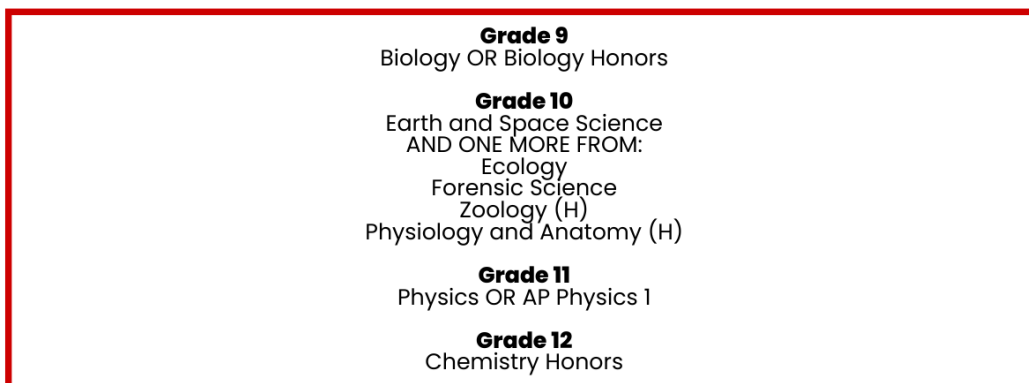 Grade 9
Biology OR Biology Honors
Grade 10
Earth and Space Science
AND ONE MORE FROM:
Ecology
Forensic Science
Zoology (H)
Physiology and Anatomy (H)
Grade 11
Physics OR AP Physics 1
Grade 12
Chemistry Honors